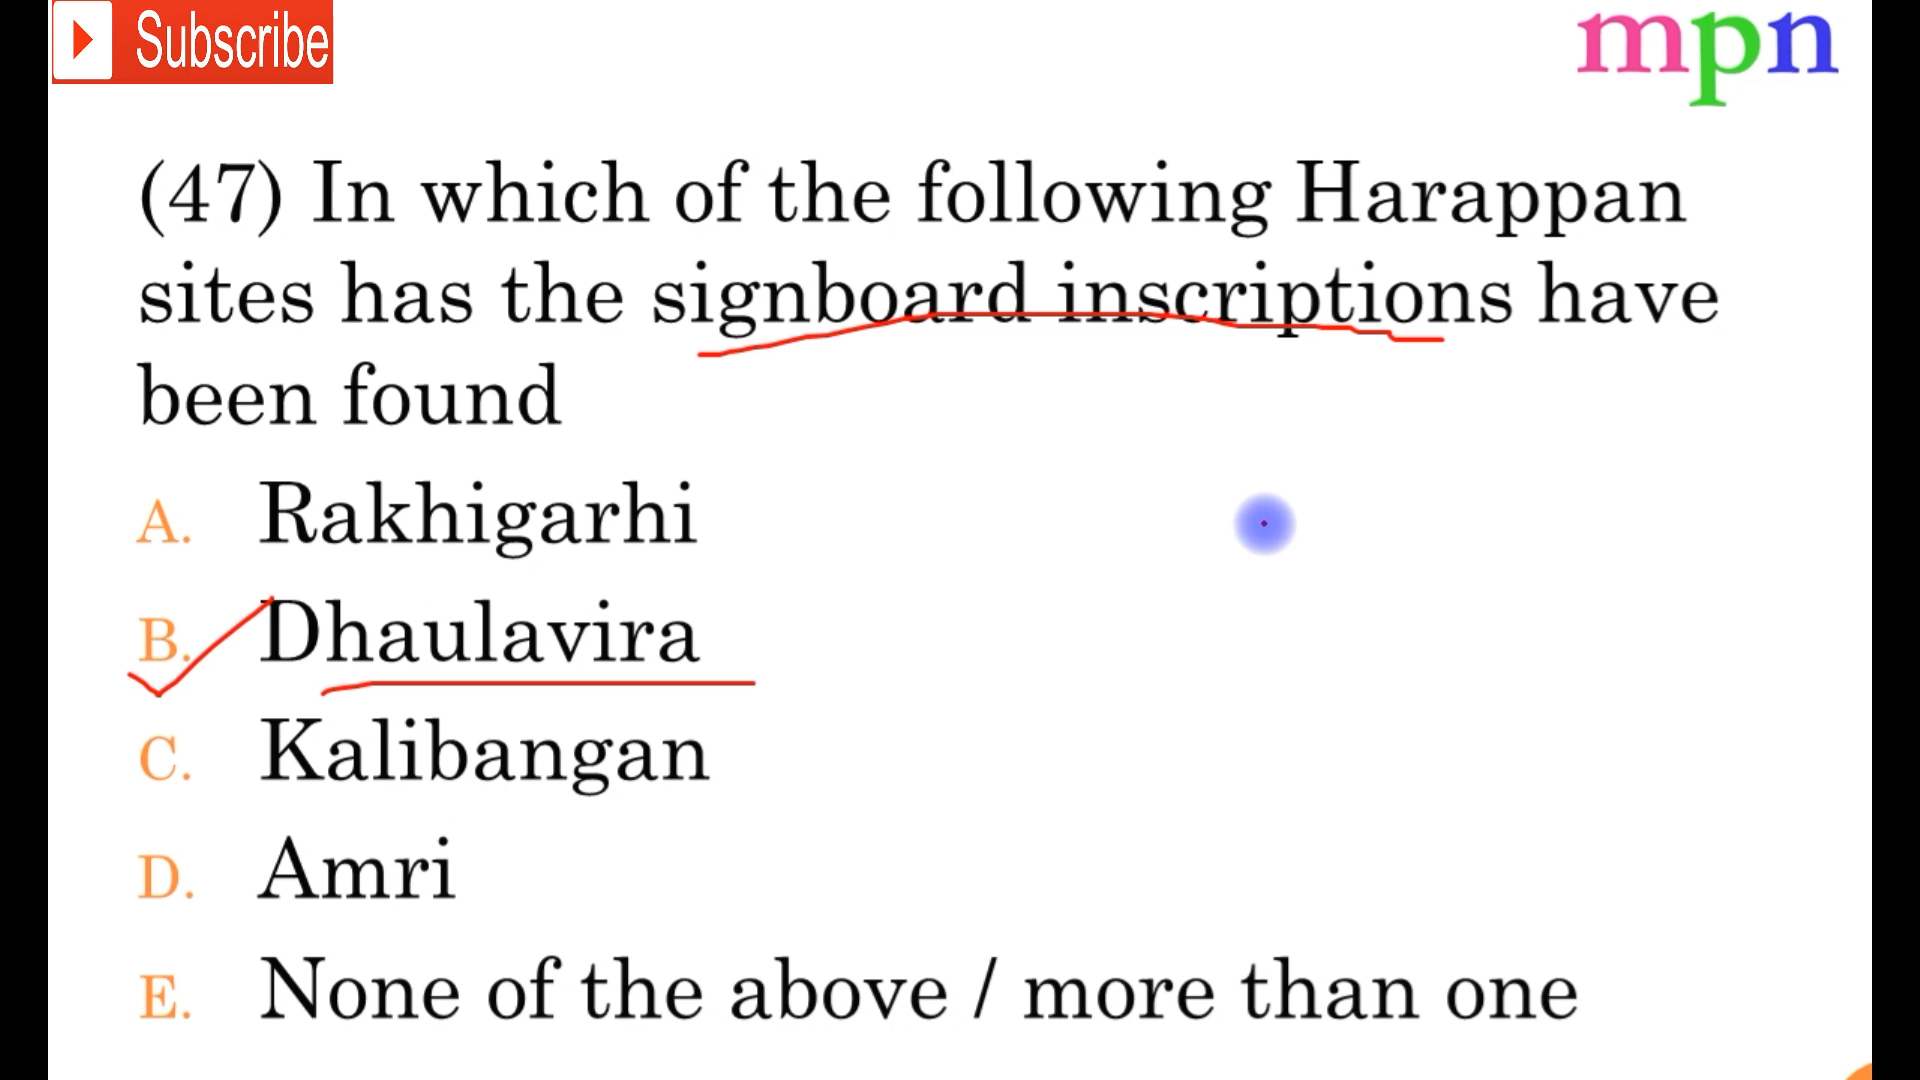 Subscribe
mpn
(47) In which of the following Harappan
sites has the signboard inscriptions have
been found
A. Rakhigarhi
B. Dhaulavira
C. Kalibangan
D. Amri
E. None of the above / more than one